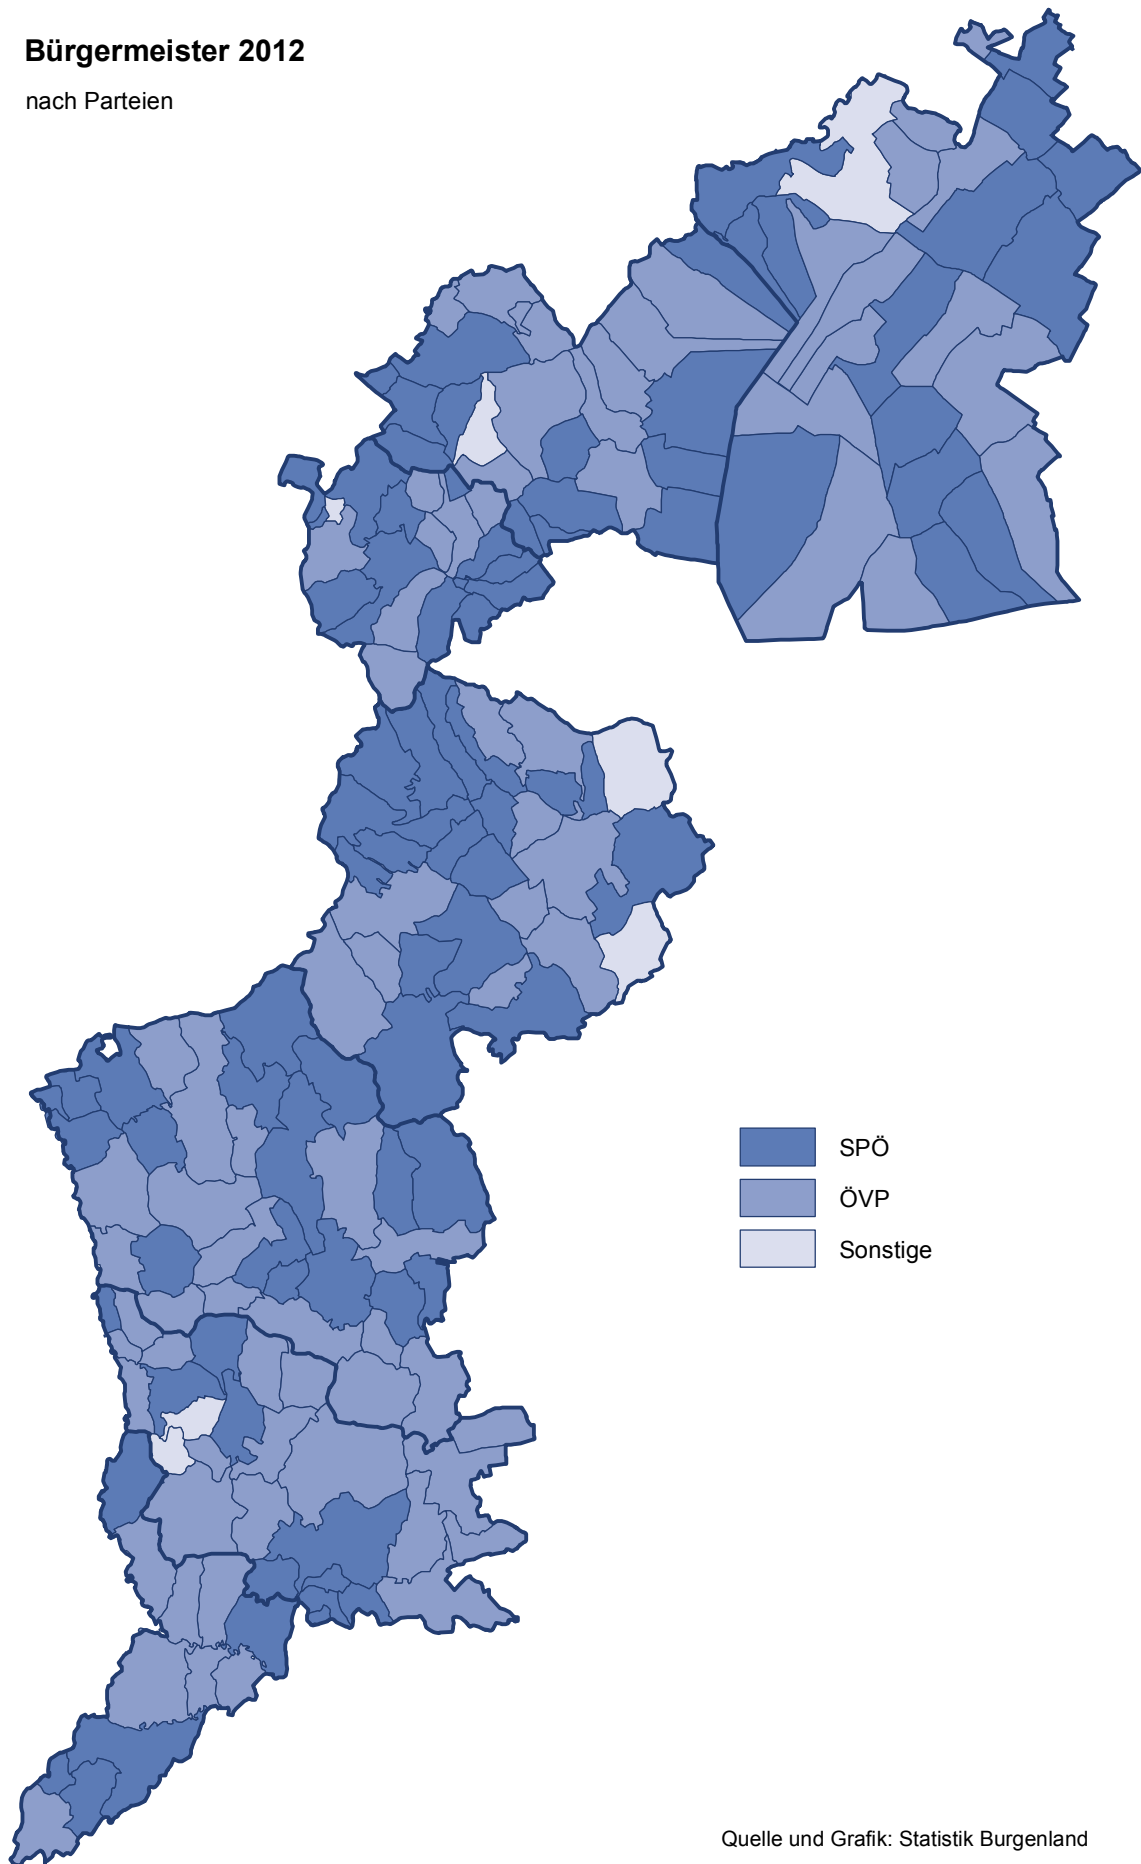 Bürgermeister 2012
nach Parteien
SPÖ
ÖVP
Sonstige
Quelle und Grafik: Statistik Burgenland